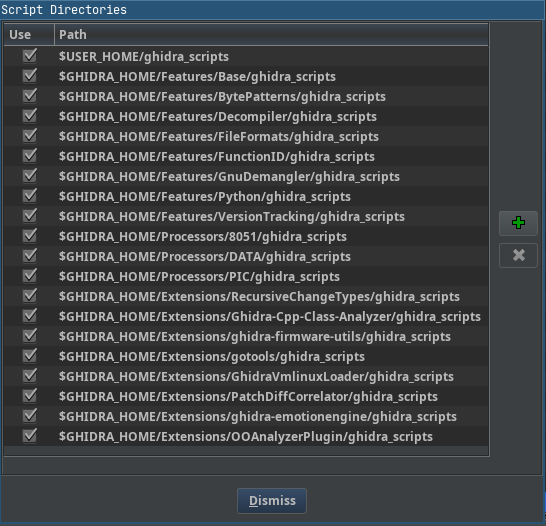 Script Directories
Use Path
$USER_HOME/ghidra_scripts
$GHIDRA_HOME/Features/Base/ghidra_scripts
$GHIDRA_HOME/Features/BytePatterns/ghidra_scripts
$GHIDRA_HOME/Features/Decompiler/ghidra_scripts
$GHIDRA_HOME/Features/FileFormats/ghidra_scripts
$GHIDRA_HOME/Features/FunctionID/ghidra_scripts
$GHIDRA_HOME/Features/GnuDemangler/ghidra_scripts
$GHIDRA_HOME/Features/Python/ghidra_scripts
$GHIDRA_HOME/Features/VersionTracking/ghidra_scripts
$GHIDRA_HOME/Processors/8051/ghidra_scripts
$GHIDRA_HOME/Processors/DATA/ghidra_scripts
$GHIDRA_HOME/Processors/PIC/ghidra_scripts
$GHIDRA_HOME/Extensions/RecursiveChangeTypes/ghidra_scripts
$GHIDRA_HOME/Extensions/Ghidra-Cpp-Class-Analyzer/ghidra_scripts
$GHIDRA_HOME/Extensions/ghidra-firmware-utils/ghidra_scripts
$GHIDRA_HOME/Extensions/gotools/ghidra_scripts
$GHIDRA_HOME/Extensions/GhidraVmlinuxLoader/ghidra_scripts
$GHIDRA_HOME/Extensions/PatchDiffCorrelator/ghidra_scripts
$GHIDRA_HOME/Extensions/ghidra-emotionengine/ghidra_scripts
$GHIDRA_HOME/Extensions/OOAnalyzerPlugin/ghidra_scripts
Dismiss